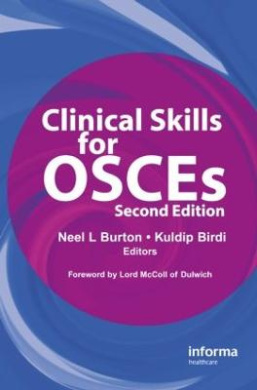 Clinical Skills
for
OSCEs
Second Edition
Neel L Burton • Kuldip Birdi
Editors
Foreword by Lord McColl of Dulwich
informa
healthcare